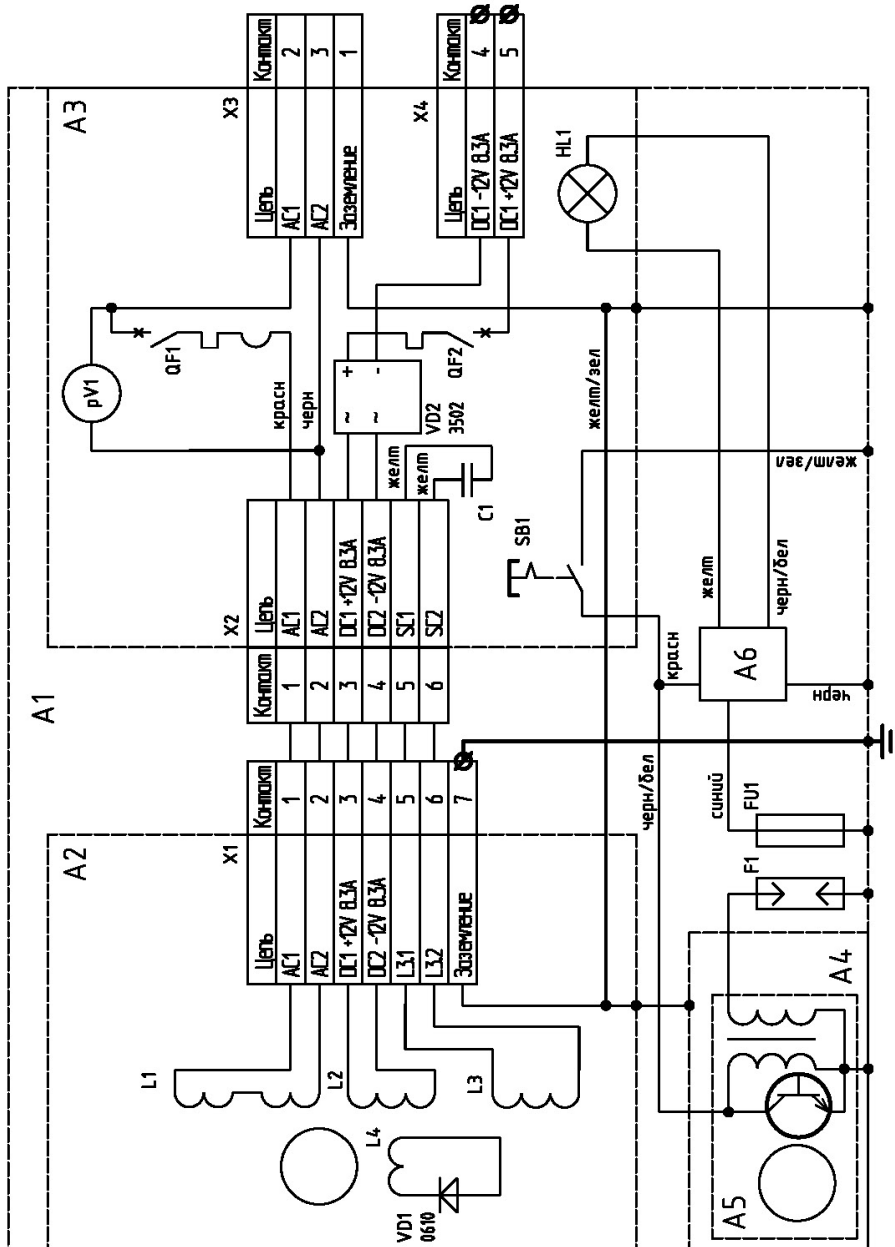 A1
A2
L1
L2
L3
L4
VD1
0610
X1
Цепь Контакт
AC1 1
AC2 2
DC1 +12V 8.3A 3
DC2 -12V 8.3A 4
L3.1 5
L3.2 6
Заземление 7
X2
Контакт Цепь
1 AC1
2 AC2
3 DC1 +12V 8.3A
4 DC2 -12V 8.3A
5 SC1
6 SC2
A3
pV1
QF1
красн
черн
~ +
~ -
VD2
3502
QF2
желт
желт
C1
X3
Цепь Контакт
AC1 2
AC2 3
Заземление 1
X4
Цепь Контакт
DC1 -12V 8.3A 4
DC1 +12V 8.3A 5
SB1
HL1
желт/зел
черн/бел
красн
желт
черн/бел
синий
A6
черн
желт/зел
F1
FU1
A4
A5